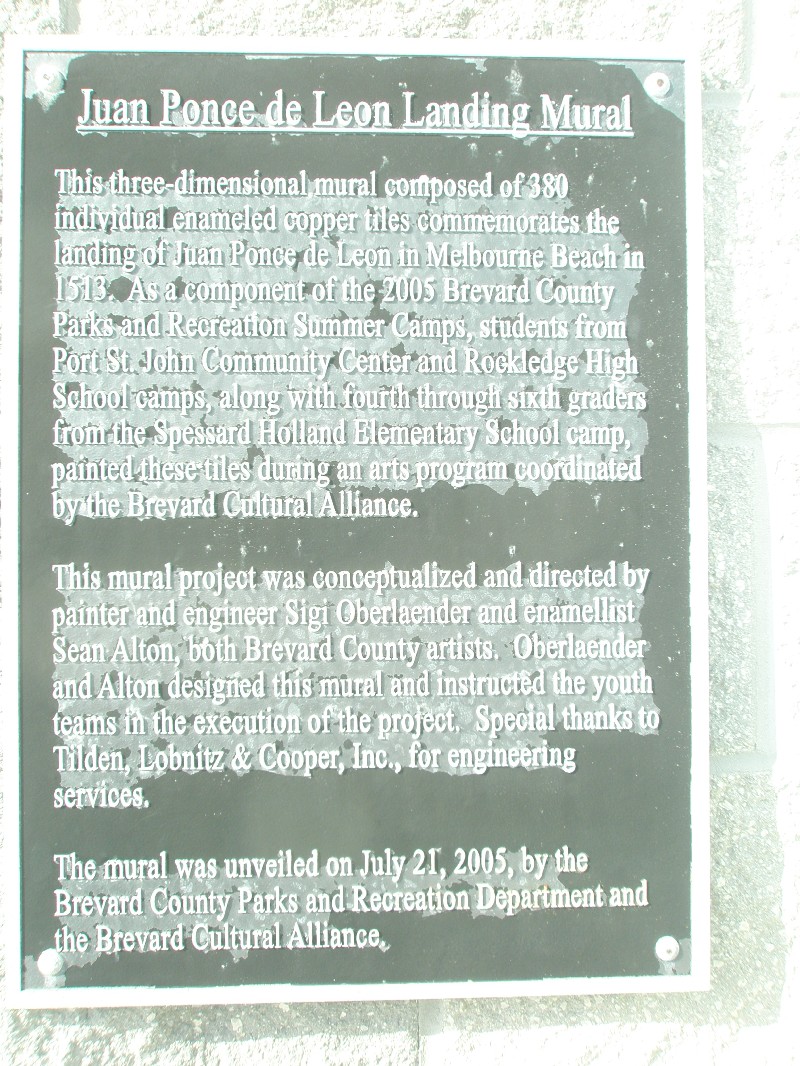 Juan Ponce de Leon Landing Mural
This three-dimensional mural composed of 380
individual enameled copper tiles commemorates the
landing of Juan Ponce de Leon in Melbourne Beach in
1513. As a component of the 2005 Brevard County
Parks and Recreation Summer Camps, students from
Port St. John Community Center and Rockledge High
School camps, along with fourth through sixth graders
from the Spessard Holland Elementary School camp,
painted these tiles during an arts program coordinated
by the Brevard Cultural Alliance.
This mural project was conceptualized and directed by
painter and engineer Sigi Oberlaender and enamellist
Sean Alton, both Brevard County artists. Oberlaender
and Alton designed this mural and instructed the youth
teams in the execution of the project. Special thanks to
Tilden, Lobnitz & Cooper, Inc., for engineering
services.
The mural was unveiled on July 21, 2005, by the
Brevard County Parks and Recreation Department and
the Brevard Cultural Alliance.